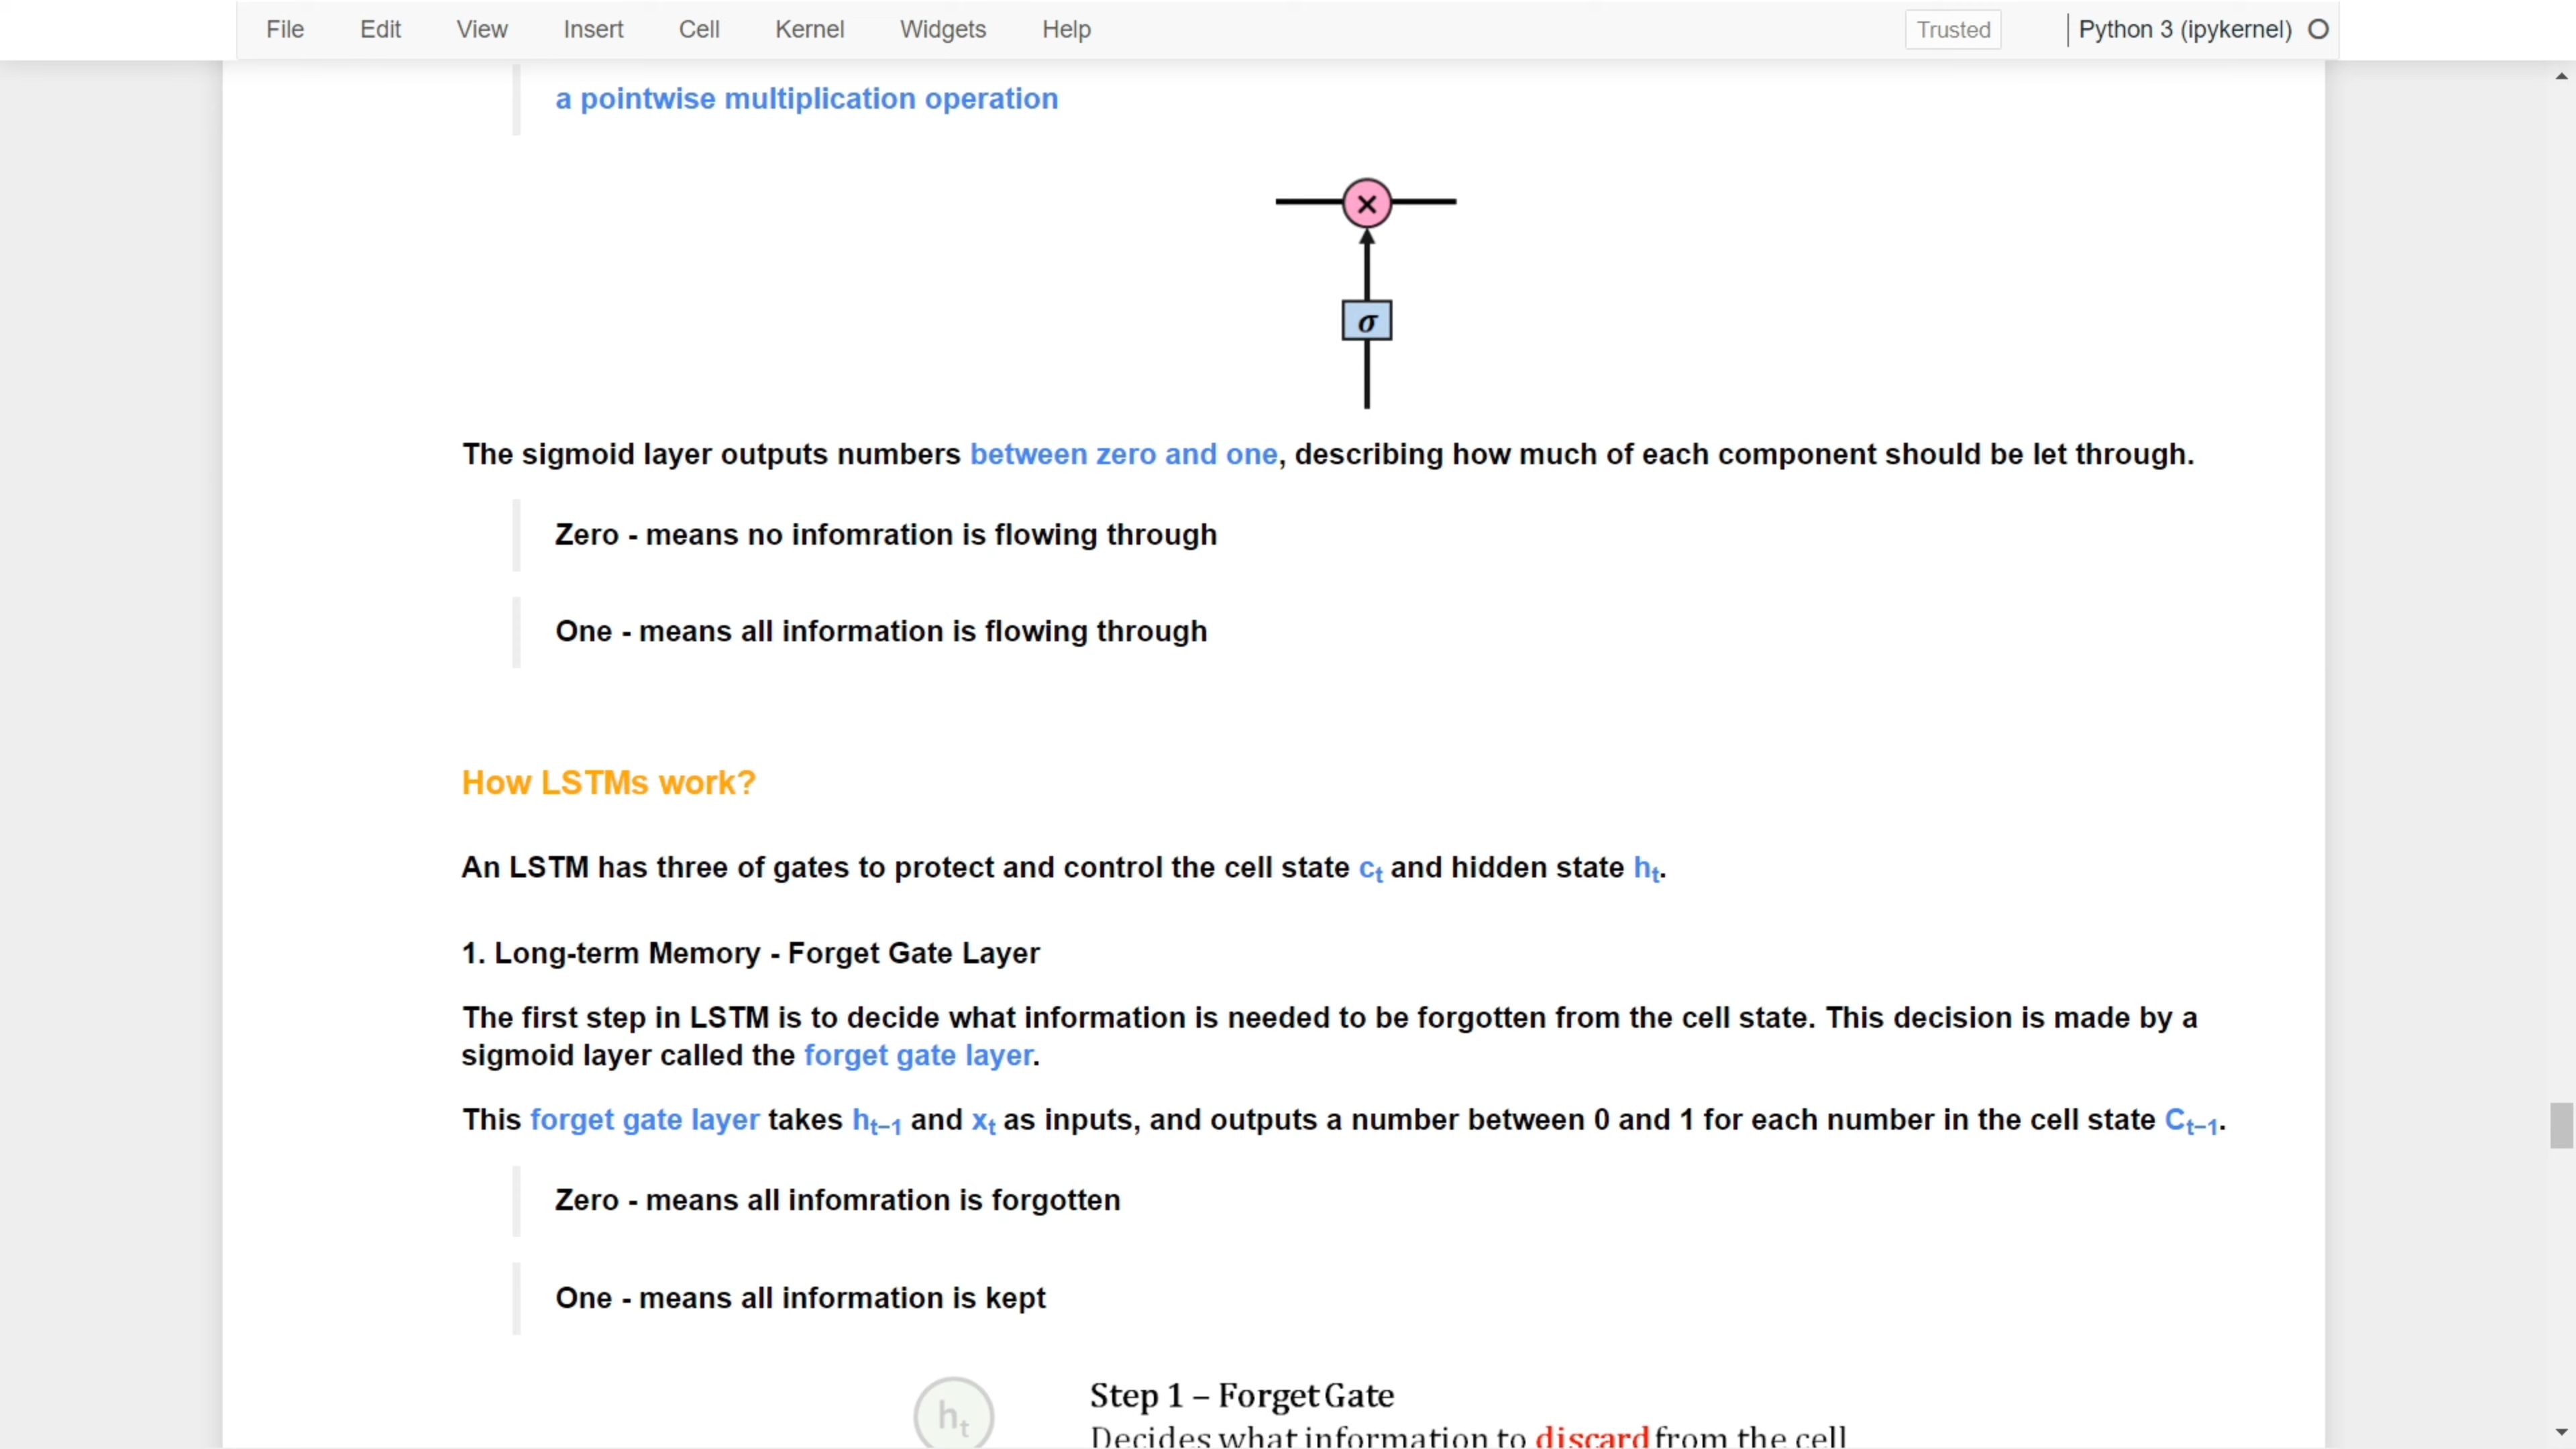 File Edit View Insert Cell Kernel Widgets Help Trusted Python 3 (ipykernel)
a pointwise multiplication operation
×
σ
The sigmoid layer outputs numbers between zero and one, describing how much of each component should be let through.
Zero - means no infomration is flowing through
One - means all information is flowing through
How LSTMs work?
An LSTM has three of gates to protect and control the cell state ct and hidden state ht.
1. Long-term Memory - Forget Gate Layer
The first step in LSTM is to decide what information is needed to be forgotten from the cell state. This decision is made by a
sigmoid layer called the forget gate layer.
This forget gate layer takes ht−1 and xt as inputs, and outputs a number between 0 and 1 for each number in the cell state Ct−1.
Zero - means all infomration is forgotten
One - means all information is kept
ht
Step 1 – Forget Gate
Decides what information to discard from the cell